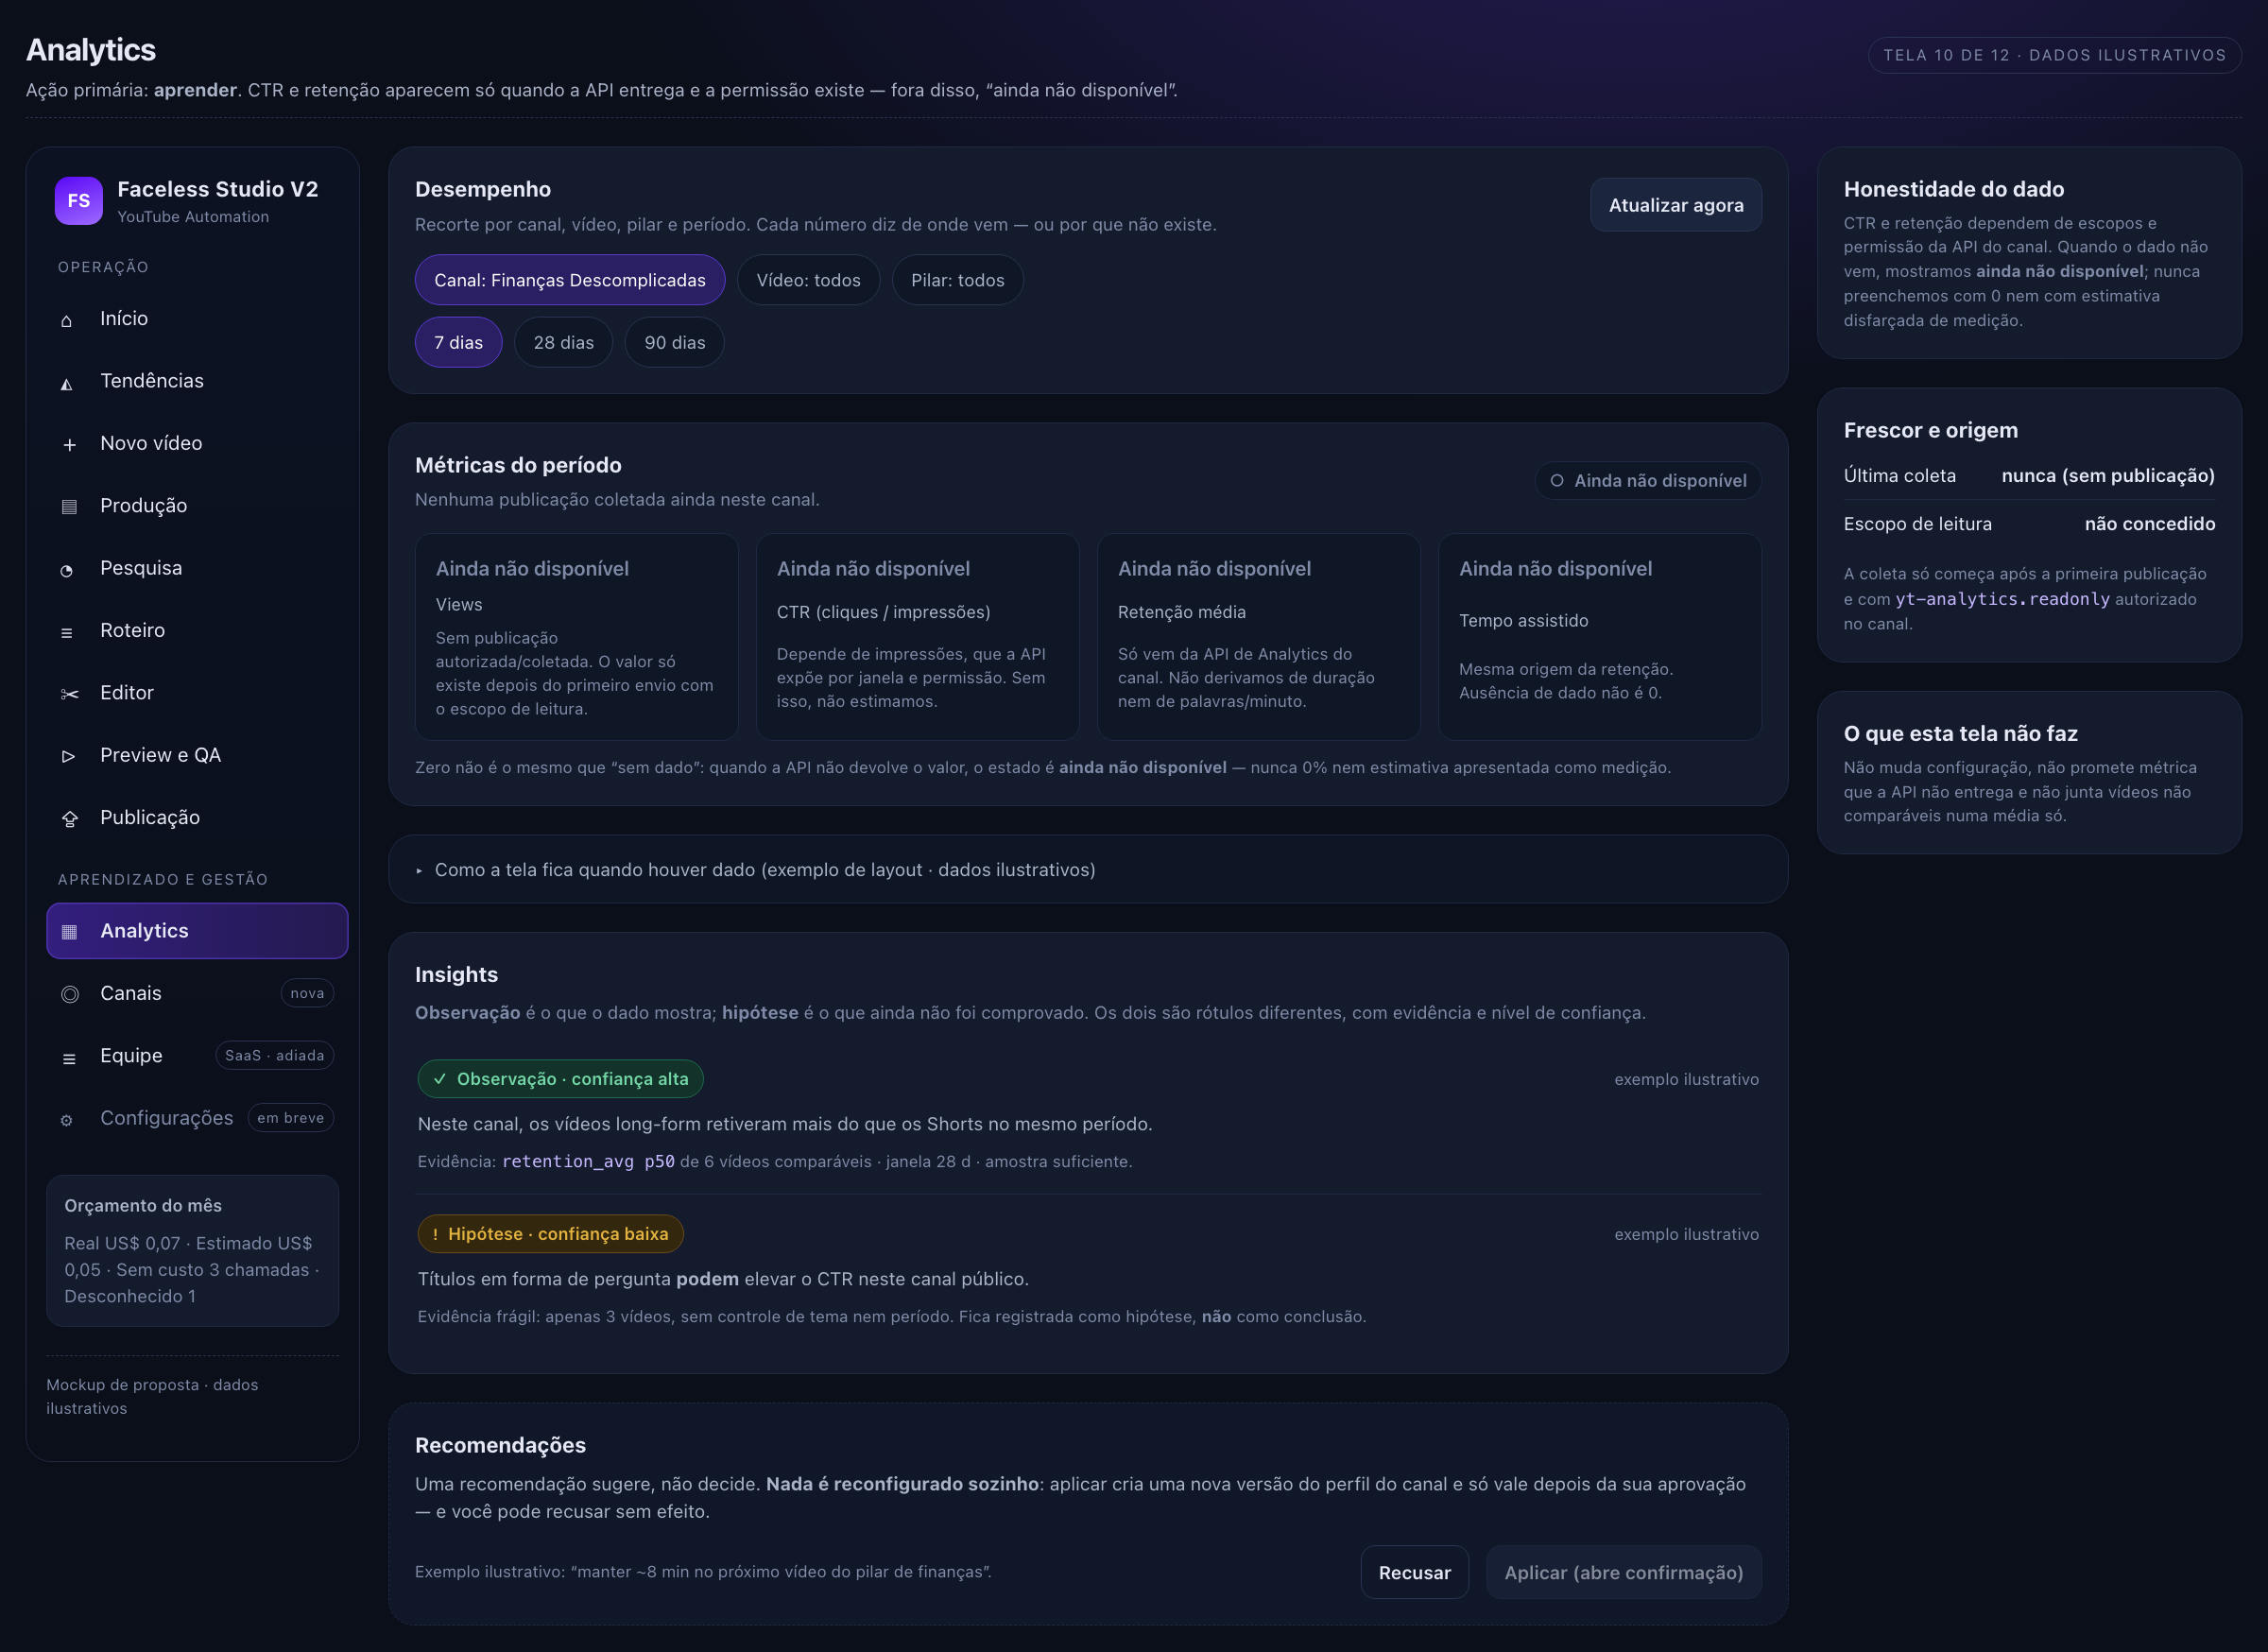 Analytics
TELA 10 DE 12 · DADOS ILUSTRATIVOS
Ação primária: aprender. CTR e retenção aparecem só quando a API entrega e a permissão existe — fora disso, “ainda não disponível”.
FS
Faceless Studio V2
YouTube Automation
OPERAÇÃO
Início
Tendências
Novo vídeo
Produção
Pesquisa
Roteiro
Editor
Preview e QA
Publicação
APRENDIZADO E GESTÃO
Analytics
Canais
nova
Equipe
SaaS · adiada
Configurações
em breve
Orçamento do mês
Real US$ 0,07 · Estimado US$
0,05 · Sem custo 3 chamadas ·
Desconhecido 1
Mockup de proposta · dados
ilustrativos
Desempenho
Recorte por canal, vídeo, pilar e período. Cada número diz de onde vem — ou por que não existe.
Atualizar agora
Canal: Finanças Descomplicadas
Vídeo: todos
Pilar: todos
7 dias
28 dias
90 dias
Métricas do período
Nenhuma publicação coletada ainda neste canal.
Ainda não disponível
Ainda não disponível
Views
Sem publicação
autorizada/coletada. O valor só
existe depois do primeiro envio com
o escopo de leitura.
Ainda não disponível
CTR (cliques / impressões)
Depende de impressões, que a API
expõe por janela e permissão. Sem
isso, não estimamos.
Ainda não disponível
Retenção média
Só vem da API de Analytics do
canal. Não derivamos de duração
nem de palavras/minuto.
Ainda não disponível
Tempo assistido
Mesma origem da retenção.
Ausência de dado não é 0.
Zero não é o mesmo que “sem dado”: quando a API não devolve o valor, o estado é ainda não disponível — nunca 0% nem estimativa apresentada como medição.
Como a tela fica quando houver dado (exemplo de layout · dados ilustrativos)
Insights
Observação é o que o dado mostra; hipótese é o que ainda não foi comprovado. Os dois são rótulos diferentes, com evidência e nível de confiança.
✓ Observação · confiança alta
exemplo ilustrativo
Neste canal, os vídeos long-form retiveram mais do que os Shorts no mesmo período.
Evidência: retention_avg p50 de 6 vídeos comparáveis · janela 28 d · amostra suficiente.
! Hipótese · confiança baixa
exemplo ilustrativo
Títulos em forma de pergunta podem elevar o CTR neste canal público.
Evidência frágil: apenas 3 vídeos, sem controle de tema nem período. Fica registrada como hipótese, não como conclusão.
Recomendações
Uma recomendação sugere, não decide. Nada é reconfigurado sozinho: aplicar cria uma nova versão do perfil do canal e só vale depois da sua aprovação
— e você pode recusar sem efeito.
Exemplo ilustrativo: “manter ~8 min no próximo vídeo do pilar de finanças”.
Recusar
Aplicar (abre confirmação)
Honestidade do dado
CTR e retenção dependem de escopos e
permissão da API do canal. Quando o dado não
vem, mostramos ainda não disponível; nunca
preenchemos com 0 nem com estimativa
disfarçada de medição.
Frescor e origem
Última coleta
nunca (sem publicação)
Escopo de leitura
não concedido
A coleta só começa após a primeira publicação
e com yt-analytics.readonly autorizado
no canal.
O que esta tela não faz
Não muda configuração, não promete métrica
que a API não entrega e não junta vídeos não
comparáveis numa média só.